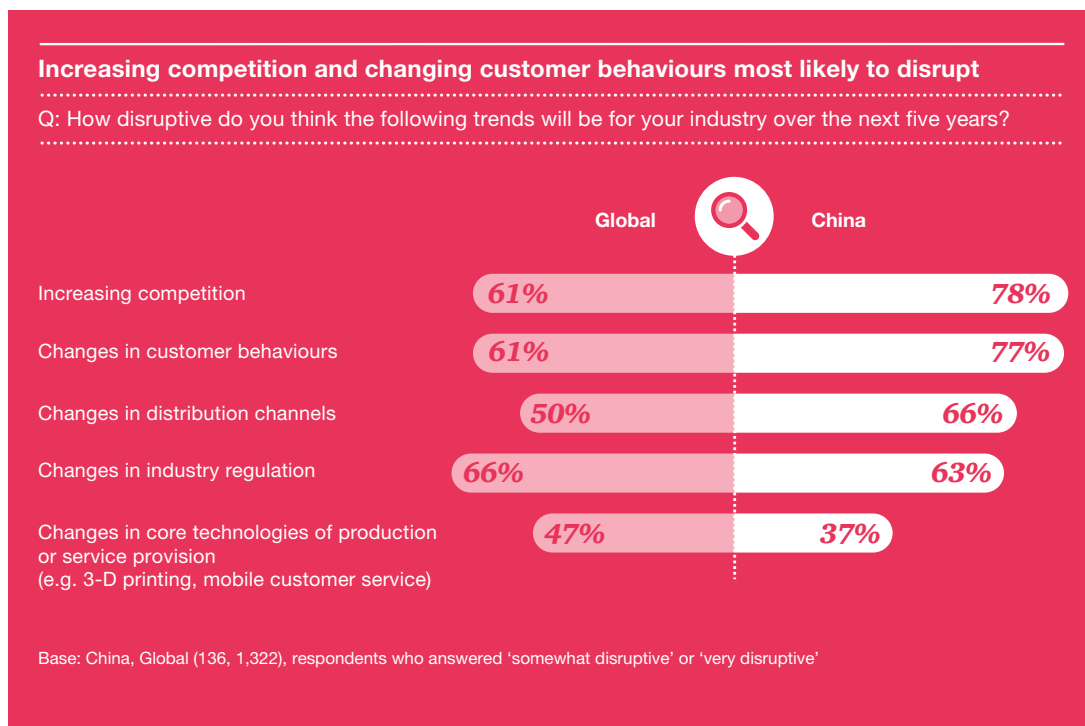 Increasing competition and changing customer behaviours most likely to disrupt
Q: How disruptive do you think the following trends will be for your industry over the next five years?
Global
China
Increasing competition
61%
78%
Changes in customer behaviours
61%
77%
Changes in distribution channels
50%
66%
Changes in industry regulation
66%
63%
Changes in core technologies of production
or service provision
(e.g. 3-D printing, mobile customer service)
47%
37%
Base: China, Global (136, 1,322), respondents who answered ‘somewhat disruptive’ or ‘very disruptive’